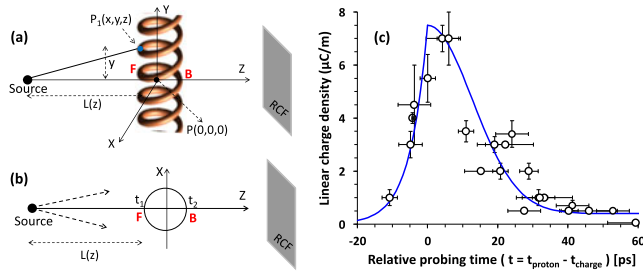 (a)
P1(x,y,z)
Y
F
B
y
Z
Source
L(z)
X
P(0,0,0)
RCF
(b)
X
t1
t2
F
B
Z
Source
L(z)
RCF
(c)
Linear charge density (μC/m)
8
6
4
2
0
-20
0
20
40
60
Relative probing time ( t = tproton - tcharge ) [ps]